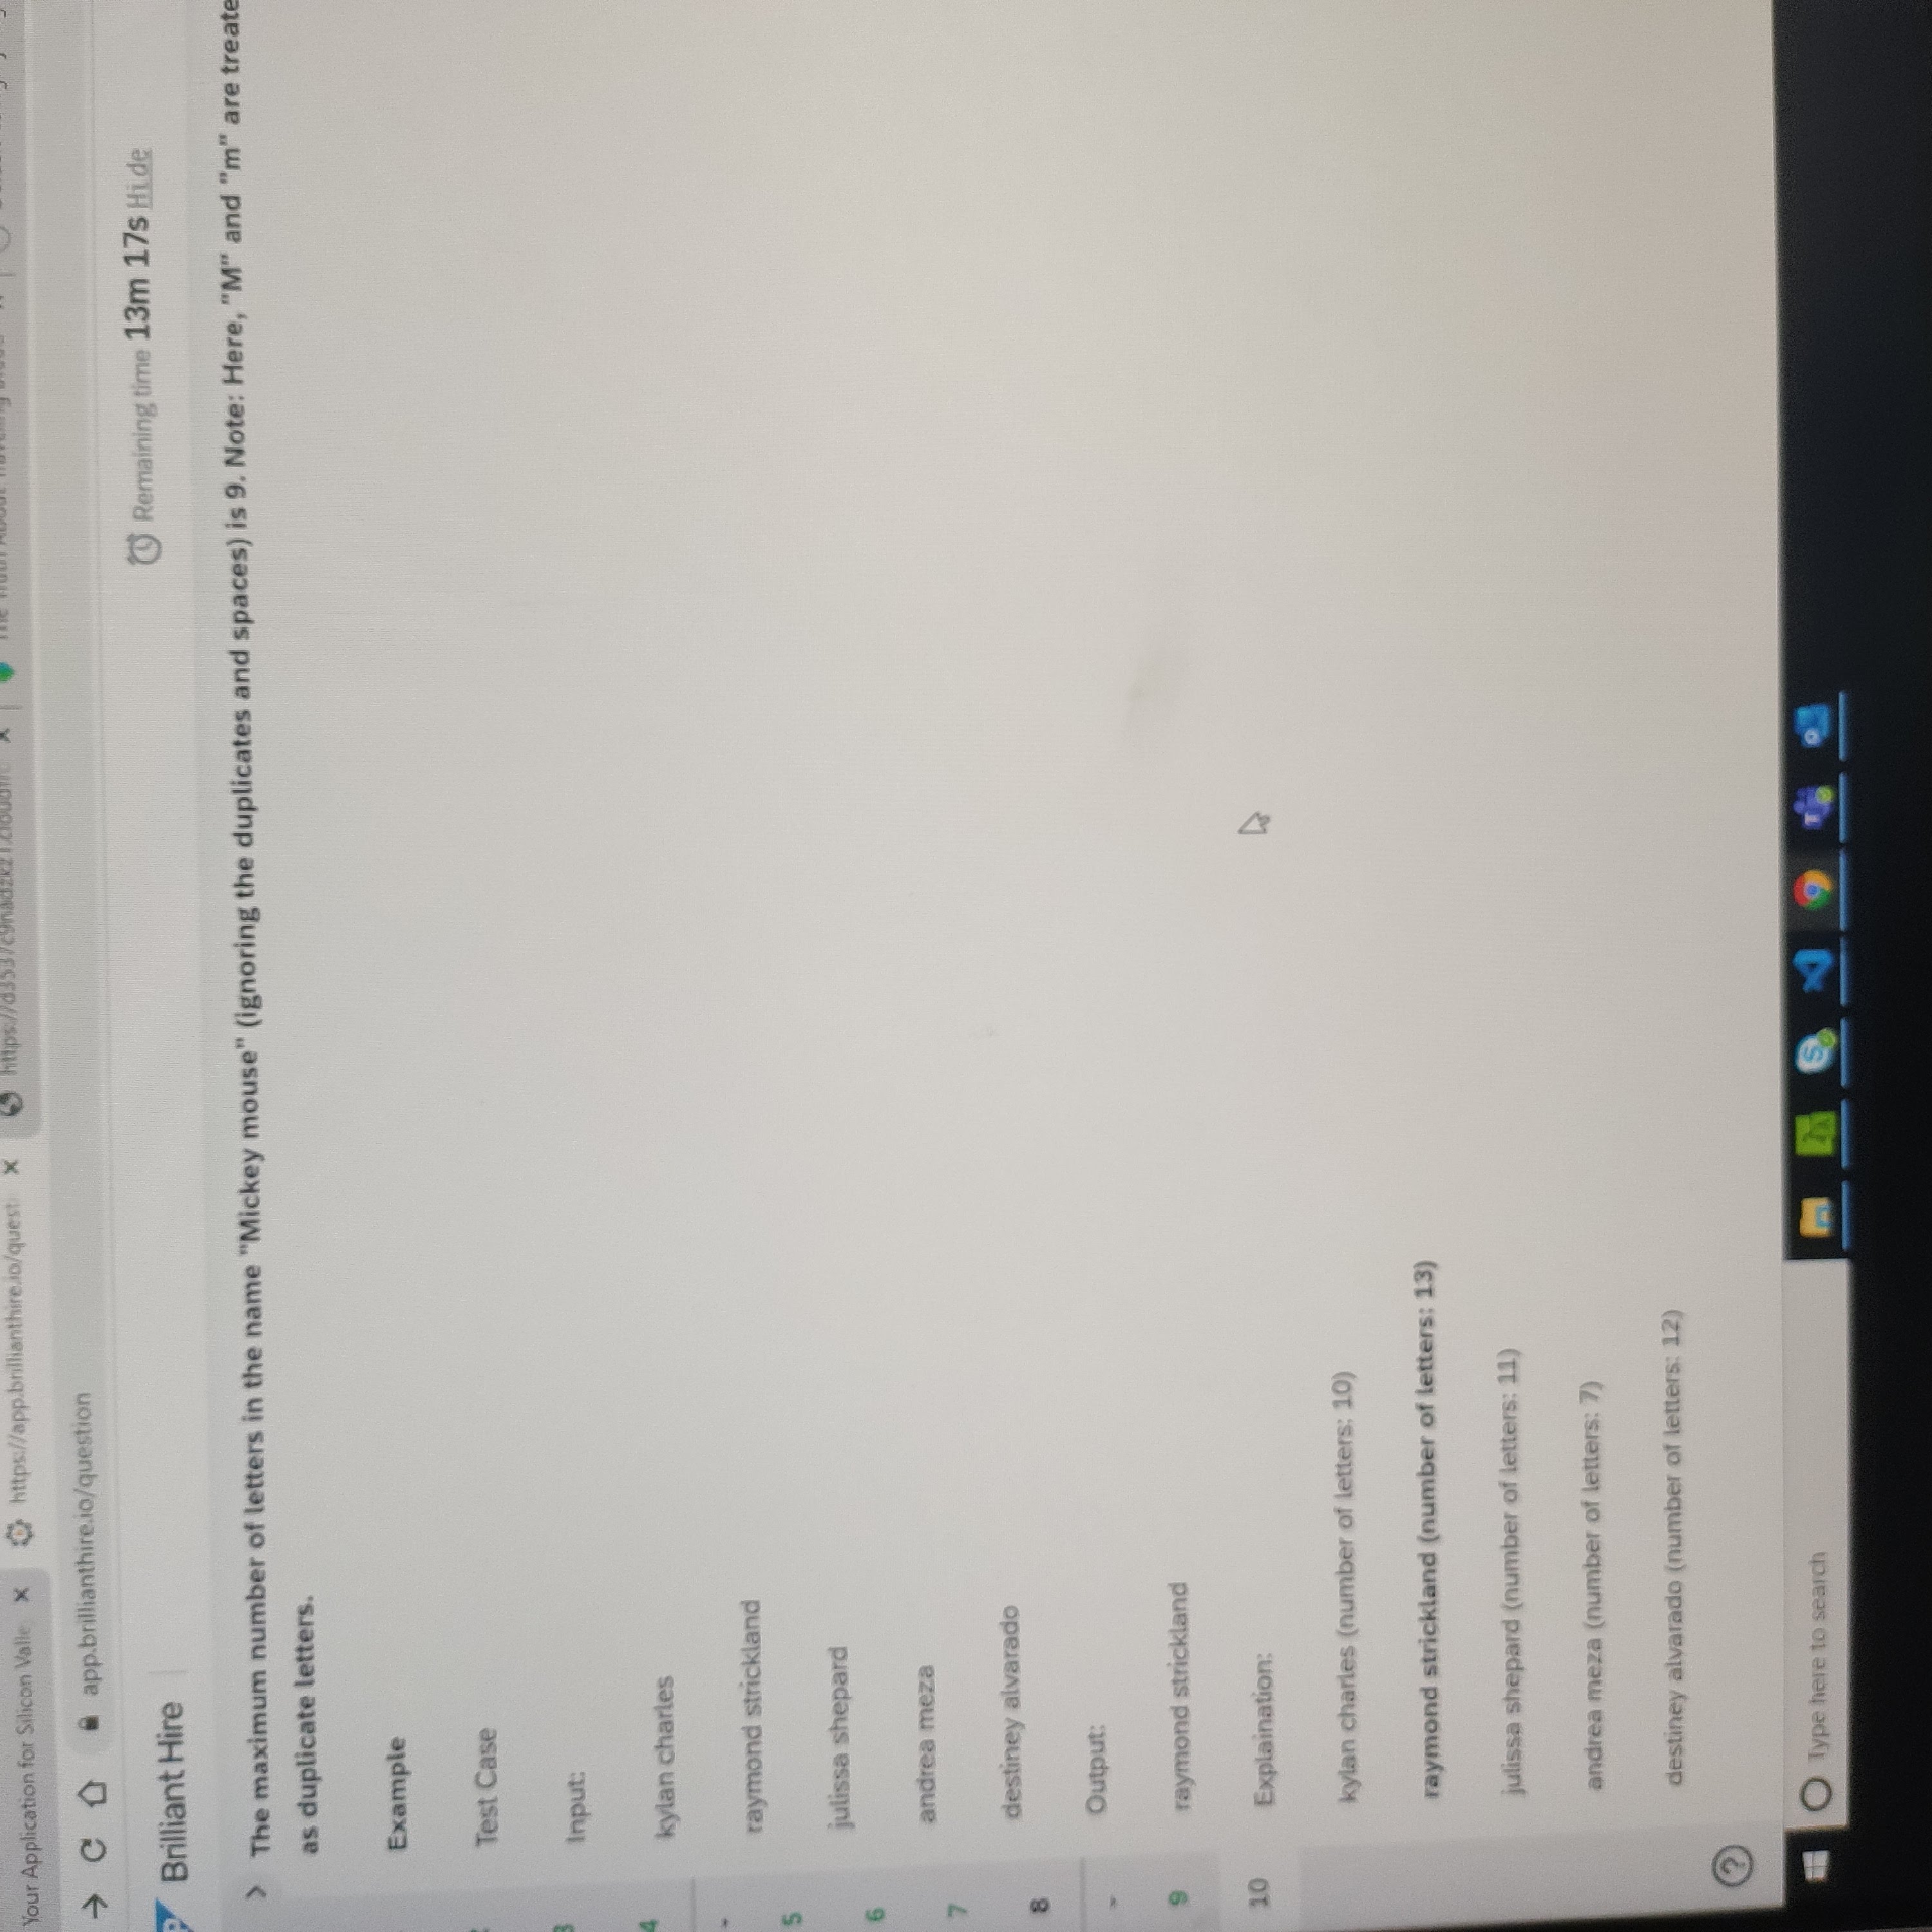 Your Application for Silicon Valle
https://app.brillianthire.io/questi
app.brillianthire.io/question
Remaining time 13m 17s Hide
Brilliant Hire
The maximum number of letters in the name "Mickey mouse" (ignoring the duplicates and spaces) is 9. Note: Here, "M" and "m" are treate
as duplicate letters.
Example
Test Case
Input:
3
kylan charles
4
raymond strickland
5
julissa shepard
6
andrea meza
7
destiney alvarado
8
Output:
raymond strickland
9
Explaination:
10
kylan charles (number of letters: 10)
raymond strickland (number of letters: 13)
julissa shepard (number of letters: 11)
andrea meza (number of letters: 7)
destiney alvarado (number of letters: 12)
?
Type here to search